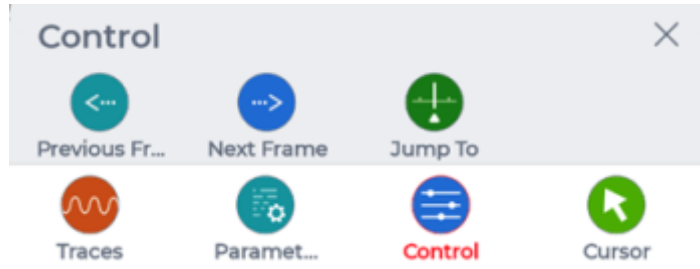 Control
Previous Fr... Next Frame Jump To
Traces Paramet... Control Cursor